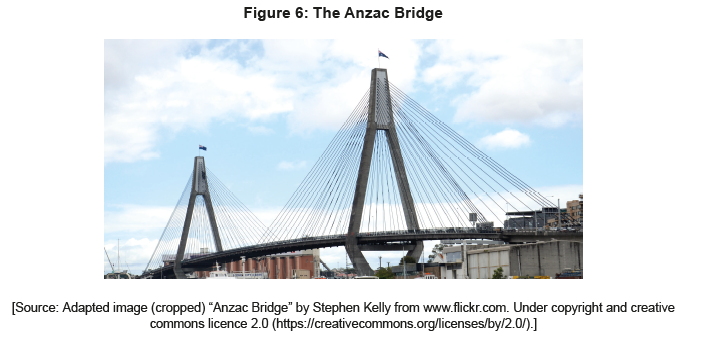 Figure 6: The Anzac Bridge
[Source: Adapted image (cropped) “Anzac Bridge” by Stephen Kelly from www.flickr.com. Under copyright and creative
commons licence 2.0 (https://creativecommons.org/licenses/by/2.0/).]